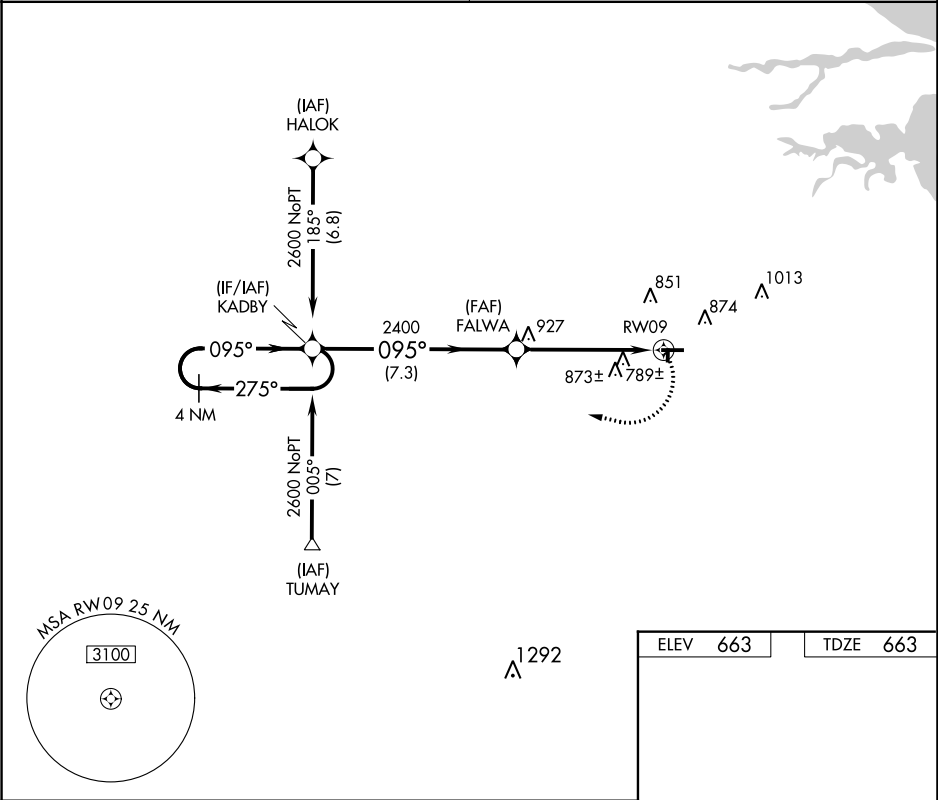 (IAF)
HALOK
2600 NoPT
185°
(6.8)
(IF/IAF)
KADBY
095°
275°
4 NM
2400
095°
(7.3)
(FAF)
FALWA
927
851
1013
874
RW09
873±
789±
2600 NoPT
005°
(7)
(IAF)
TUMAY
MSA RW09 25 NM
3100
1292
ELEV 663
TDZE 663